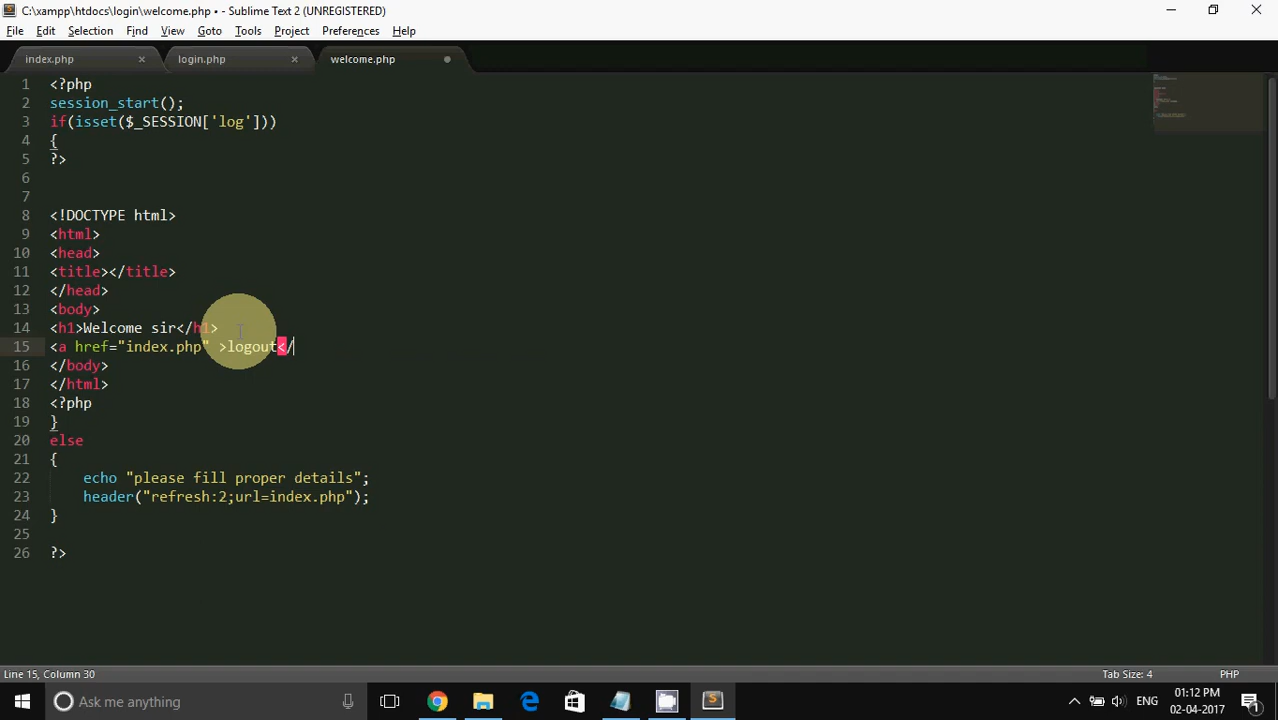 C:\xampp\htdocs\login\welcome.php • - Sublime Text 2 (UNREGISTERED)
File Edit Selection Find View Goto Tools Project Preferences Help
index.php login.php welcome.php
1 <?php
2 session_start();
3 if(isset($_SESSION['log']))
4 {
5 ?>
6
7
8 <!DOCTYPE html>
9 <html>
10 <head>
11 <title></title>
12 </head>
13 <body>
14 <h1>Welcome sir</h1>
15 <a href="index.php" >logout</
16 </body>
17 </html>
18 <?php
19 }
20 else
21 {
22 echo "please fill proper details";
23 header("refresh:2;url=index.php");
24 }
25
26 ?>
Line 15, Column 30 Tab Size: 4 PHP
Ask me anything ENG 01:12 PM
02-04-2017 1